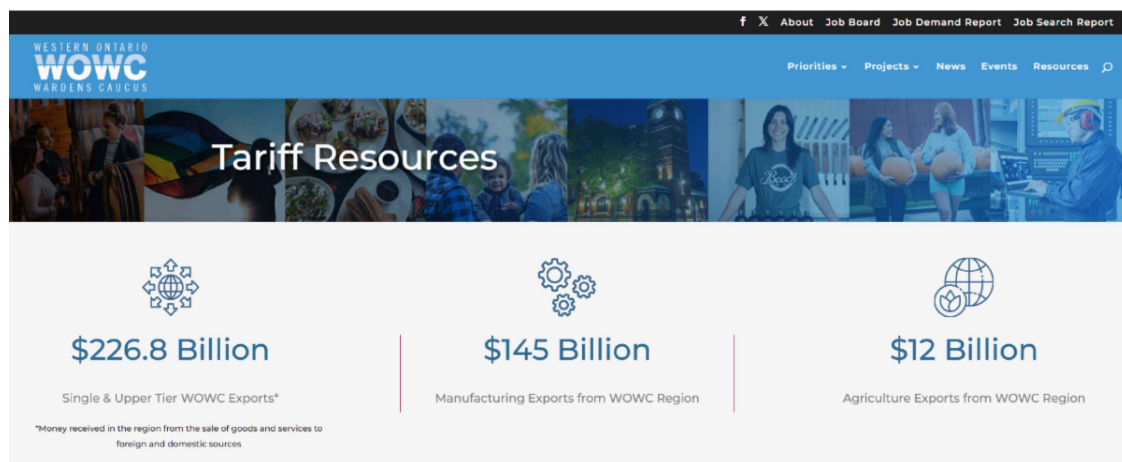 f X About Job Board Job Demand Report Job Search Report
WESTERN ONTARIO
WOWC
WARDENS CAUCUS
Priorities Projects News Events Resources
Tariff Resources
Beach
$226.8 Billion
$145 Billion
$12 Billion
Single & Upper Tier WOWC Exports*
Manufacturing Exports from WOWC Region
Agriculture Exports from WOWC Region
*Money received in the region from the sale of goods and services to
foreign and domestic sources